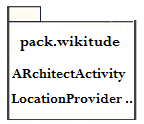 pack.wikitude
ARchitectActivity
LocationProvider ..